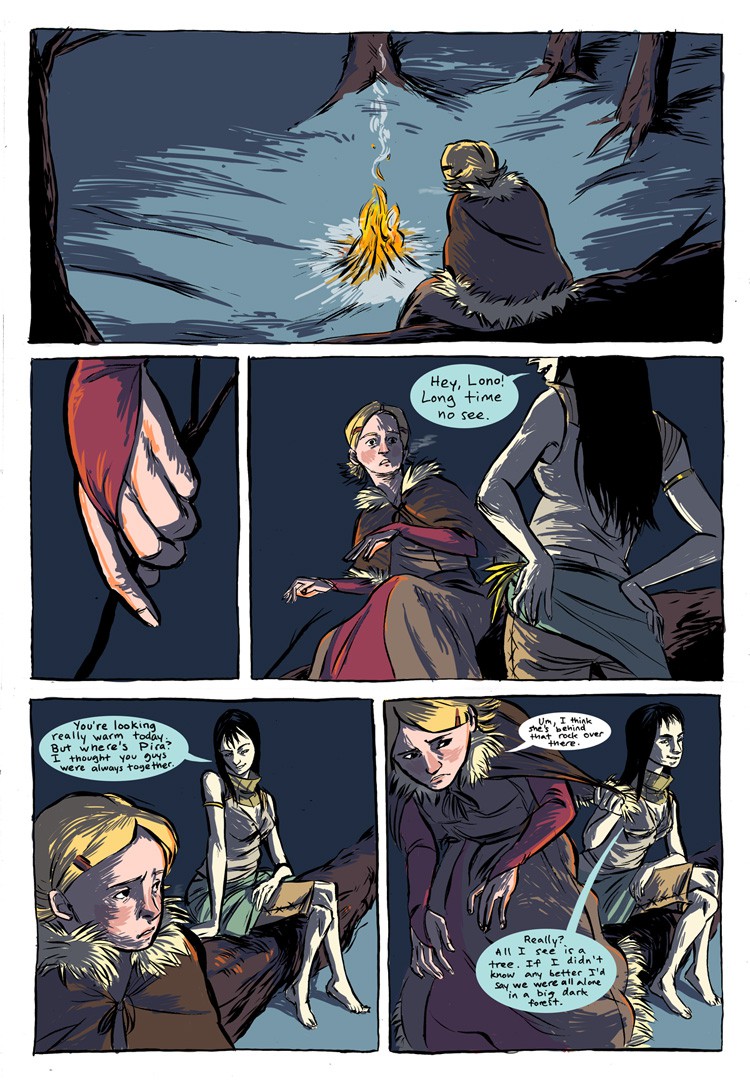 Hey, Lono!
Long time
no see.
You're looking
really warm today.
But where's Pira?
I thought you guys
were always together.
Um, I think
she's behind
that rock over
there.
Really?
All I see is a
tree. If I didn't
know any better I'd
say we were all alone
in a big dark
forest.